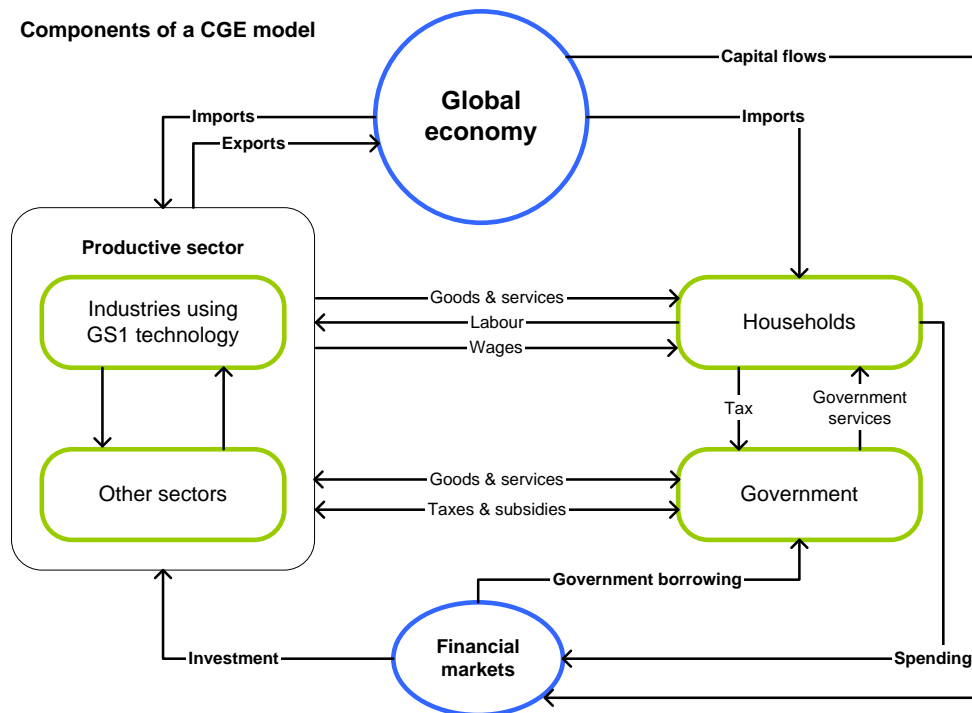 Components of a CGE model
Capital flows
Global
economy
Imports
Imports
Exports
Productive sector
Industries using
GS1 technology
Goods & services
Labour
Wages
Households
Tax
Government
services
Other sectors
Goods & services
Taxes & subsidies
Government
Government borrowing
Financial
markets
Investment
Spending